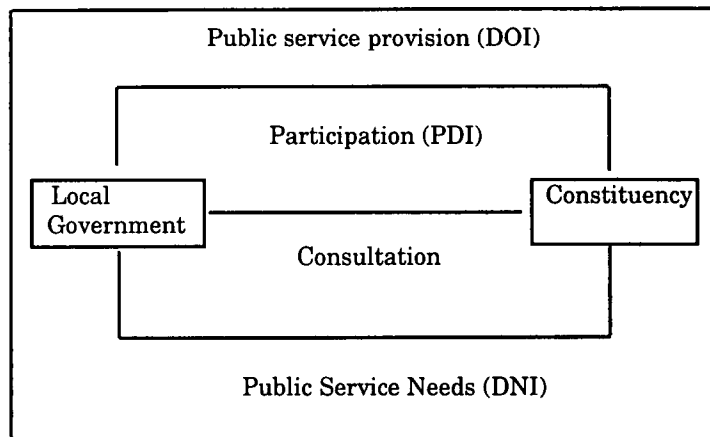 Public service provision (DOI)
Participation (PDI)
Local
Government
Constituency
Consultation
Public Service Needs (DNI)